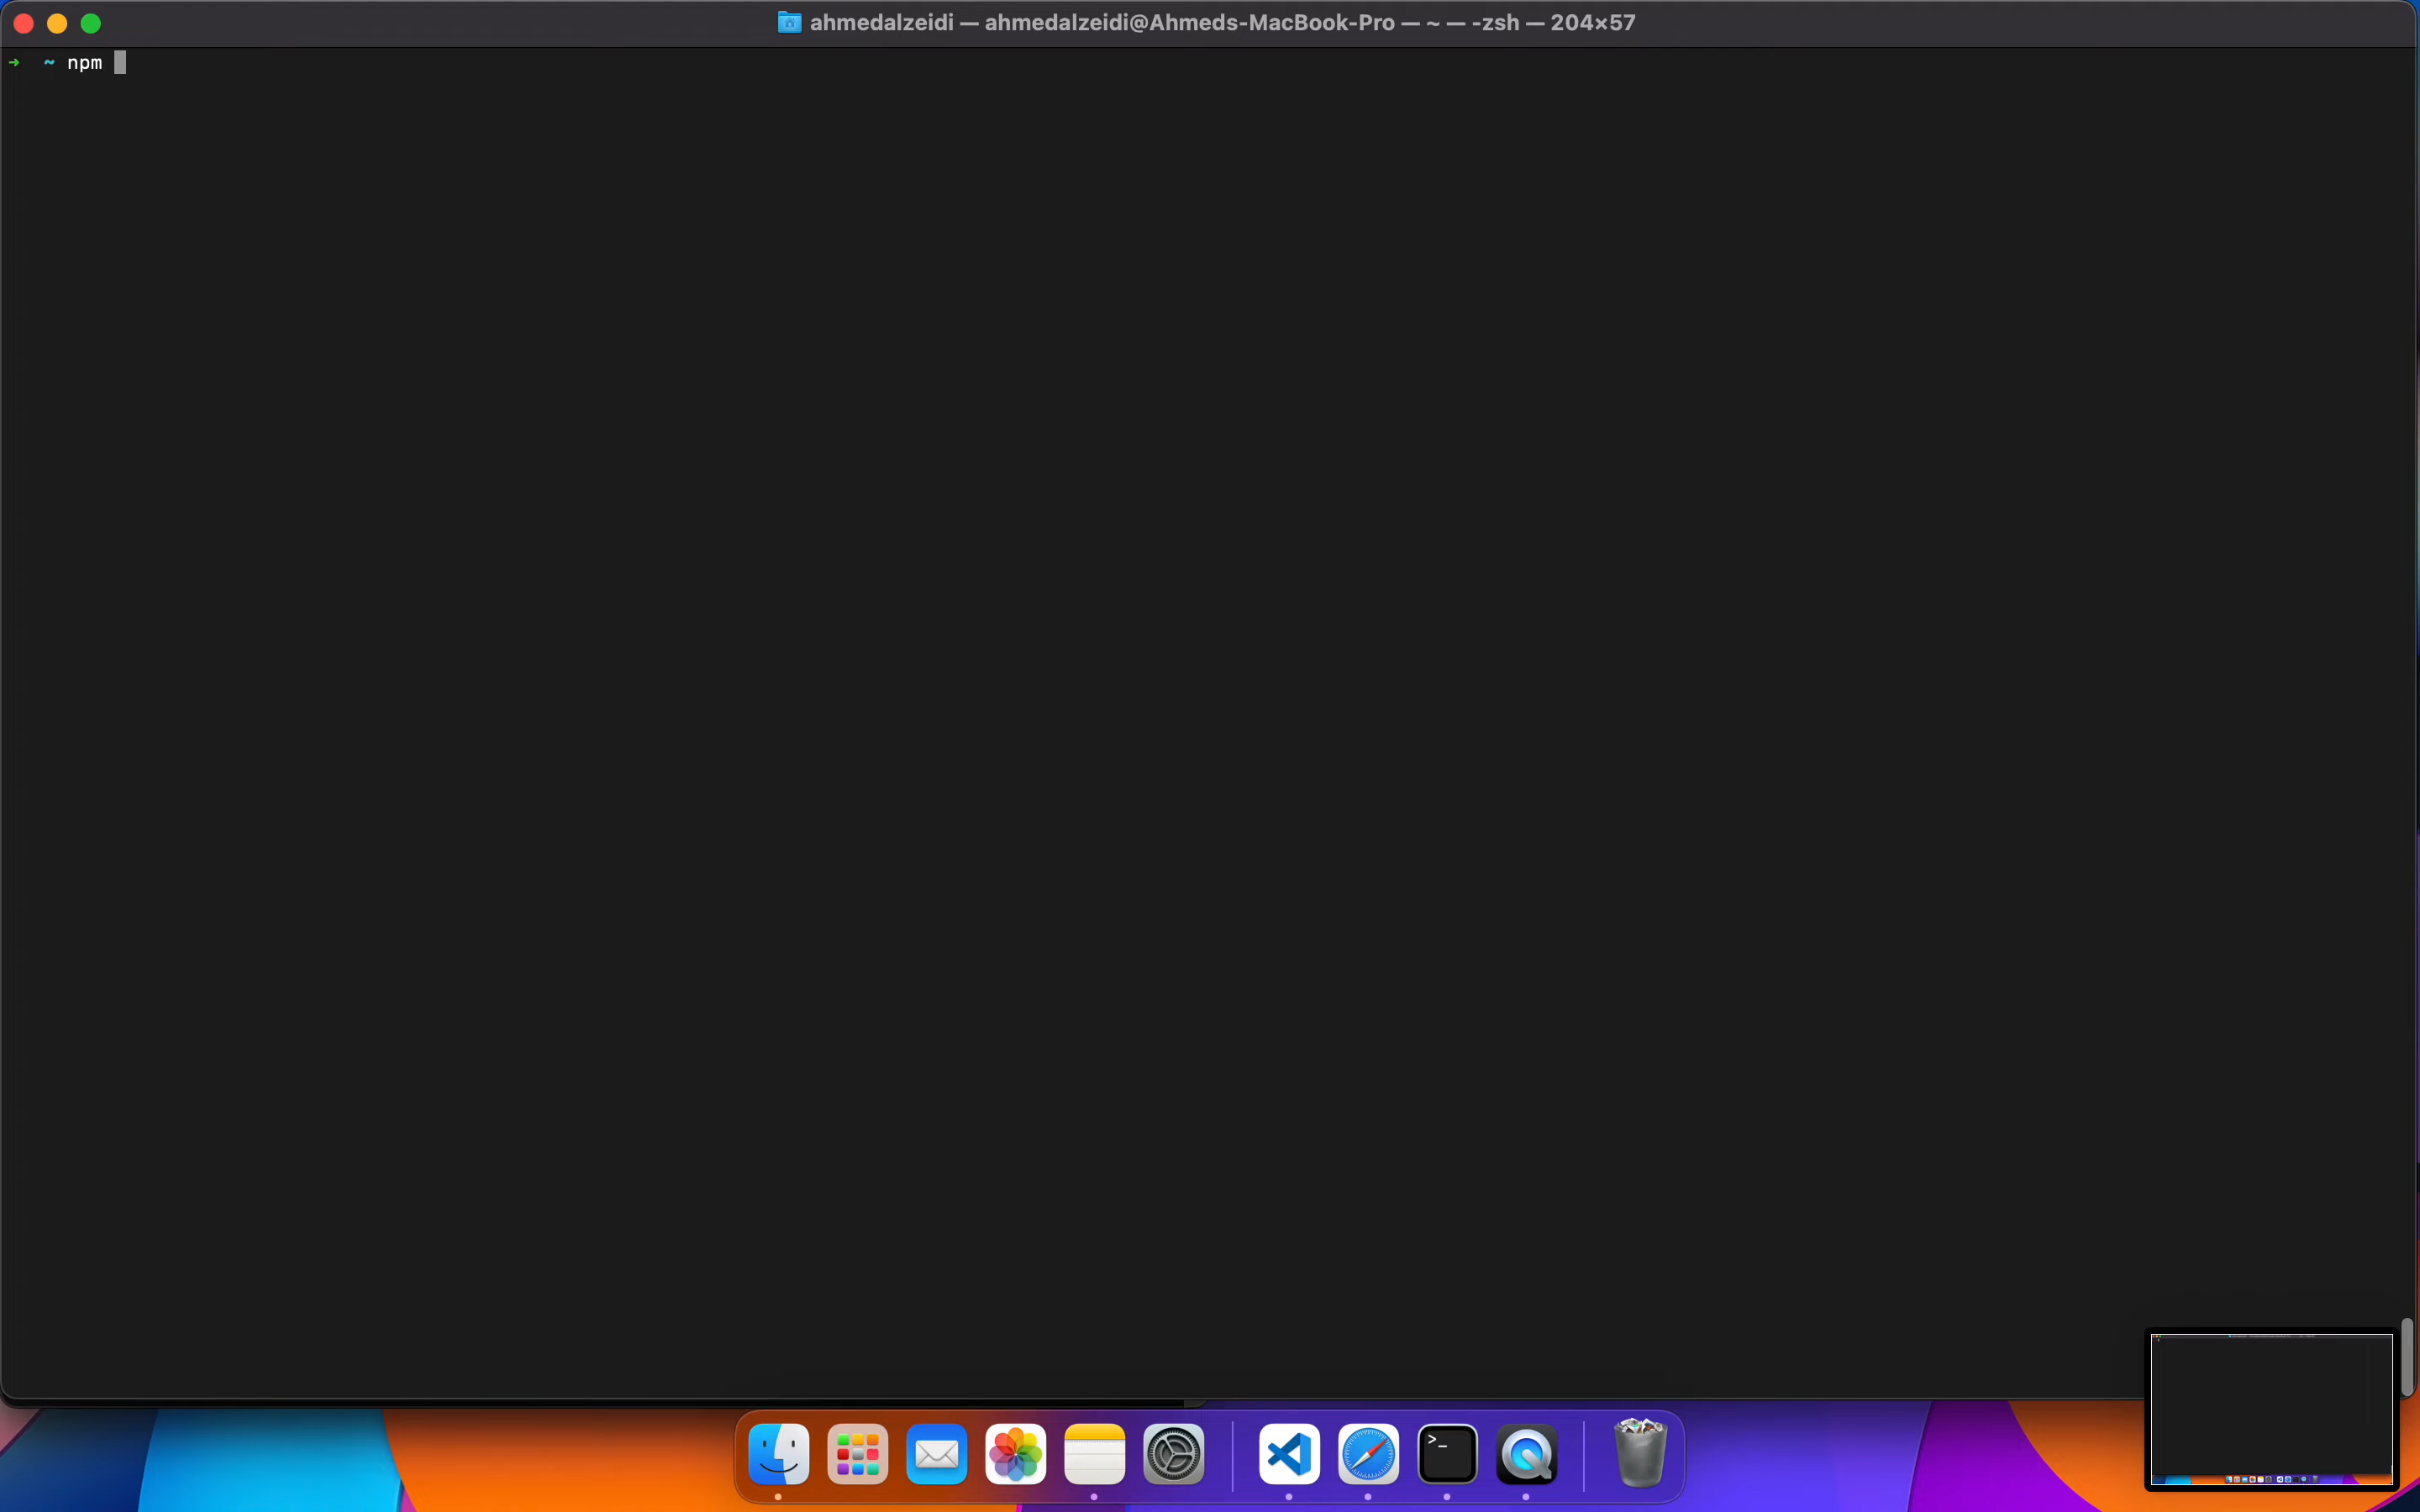 ahmedalzeidi — ahmedalzeidi@Ahmeds-MacBook-Pro — ~ — -zsh — 204×57
➜ ~ npm
>_